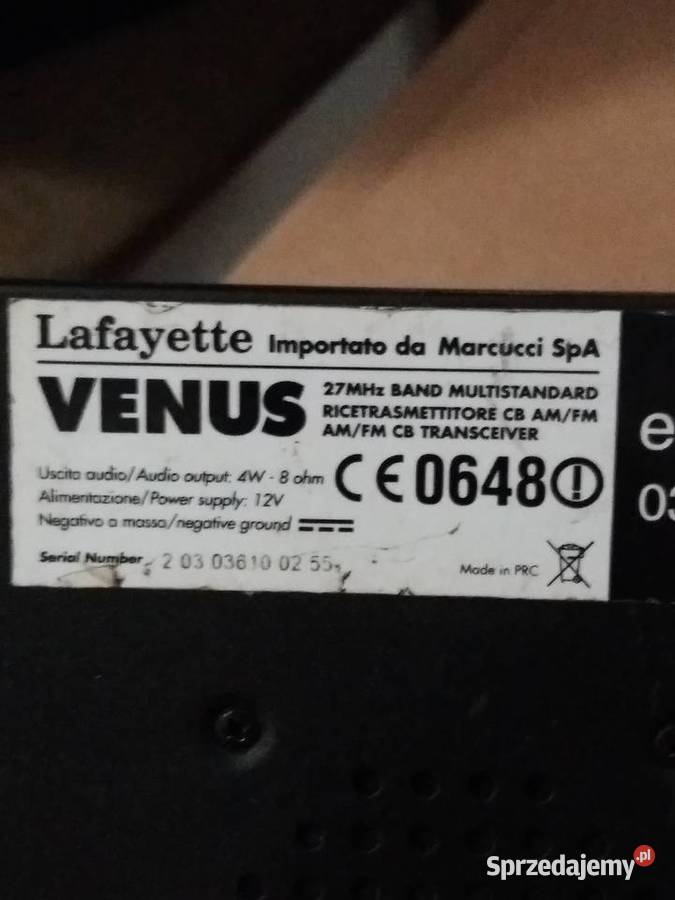 Lafayette Importato da Marcucci SpA
VENUS
27MHz BAND MULTISTANDARD
RICETRASMETTITORE CB AM/FM
AM/FM CB TRANSCEIVER
Uscita audio/Audio output: 4W - 8 ohm
Alimentazione/Power supply: 12V
Negativo a massa/negative ground
CE0648
Serial Number 2 03 03610 02 55
Made in PRC
e
03
Sprzedajemy.pl